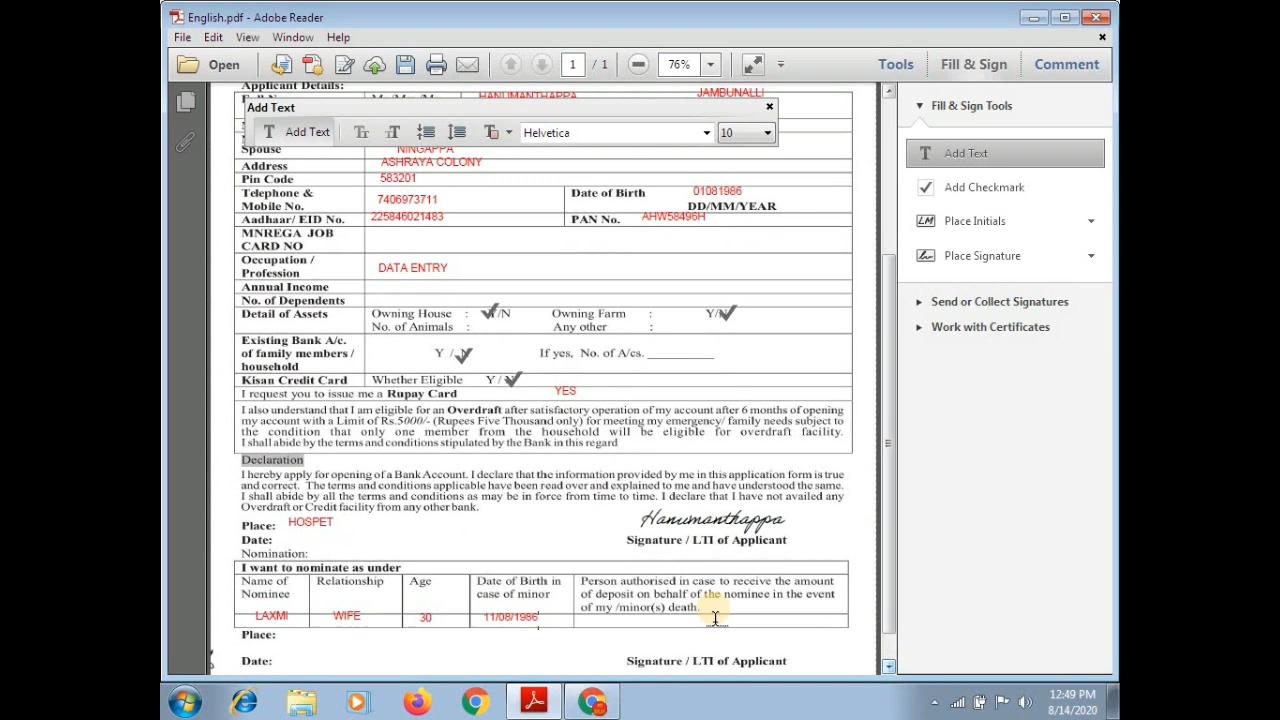 English.pdf - Adobe Reader
File Edit View Window Help
Open 1 / 1 76% Tools Fill & Sign Comment
Applicant Details:
HANUMANTHAPPA JAMBUNALLI
Add Text
Add Text Helvetica 10
Spouse NINGAPPA
Address ASHRAYA COLONY
Pin Code 583201
Telephone & Mobile No. 7406973711 Date of Birth 01081986
DD/MM/YEAR
Aadhaar/ EID No. 225846021483 PAN No. AHW58496H
MNREGA JOB
CARD NO
Occupation /
Profession DATA ENTRY
Annual Income
No. of Dependents
Detail of Assets Owning House : Y/N Owning Farm : Y/N
No. of Animals : Any other :
Existing Bank A/c.
of family members / Y / N If yes, No. of A/cs. __________
household
Kisan Credit Card Whether Eligible Y / N
I request you to issue me a Rupay Card YES
I also understand that I am eligible for an Overdraft after satisfactory operation of my account after 6 months of opening
my account with a Limit of Rs.5000/- (Rupees Five Thousand only) for meeting my emergency/ family needs subject to
the condition that only one member from the household will be eligible for overdraft facility.
I shall abide by the terms and conditions stipulated by the Bank in this regard
Declaration
I hereby apply for opening of a Bank Account. I declare that the information provided by me in this application form is true
and correct. The terms and conditions applicable have been read over and explained to me and have understood the same.
I shall abide by all the terms and conditions as may be in force from time to time. I declare that I have not availed any
Overdraft or Credit facility from any other bank.
Place: HOSPET Hanumanthappa
Date: Signature / LTI of Applicant
Nomination:
I want to nominate as under
Name of Nominee Relationship Age Date of Birth in case of minor Person authorised in case to receive the amount
of deposit on behalf of the nominee in the event
of my /minor(s) death.
LAXMI WIFE 30 11/08/1986
Place:
Date: Signature / LTI of Applicant
Fill & Sign Tools
Add Text
Add Checkmark
LM Place Initials
Place Signature
Send or Collect Signatures
Work with Certificates
12:49 PM
8/14/2020